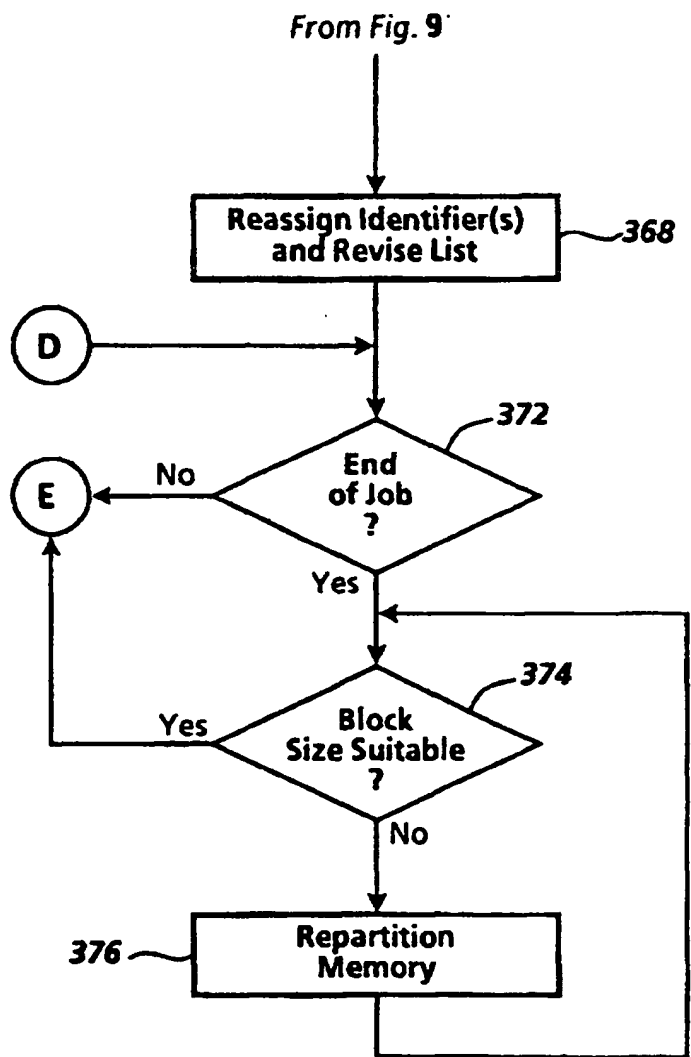 From Fig. 9
Reassign Identifier(s)
and Revise List
368
D
372
End
of Job
?
No
E
Yes
374
Block
Size Suitable
?
Yes
No
Repartition
Memory
376